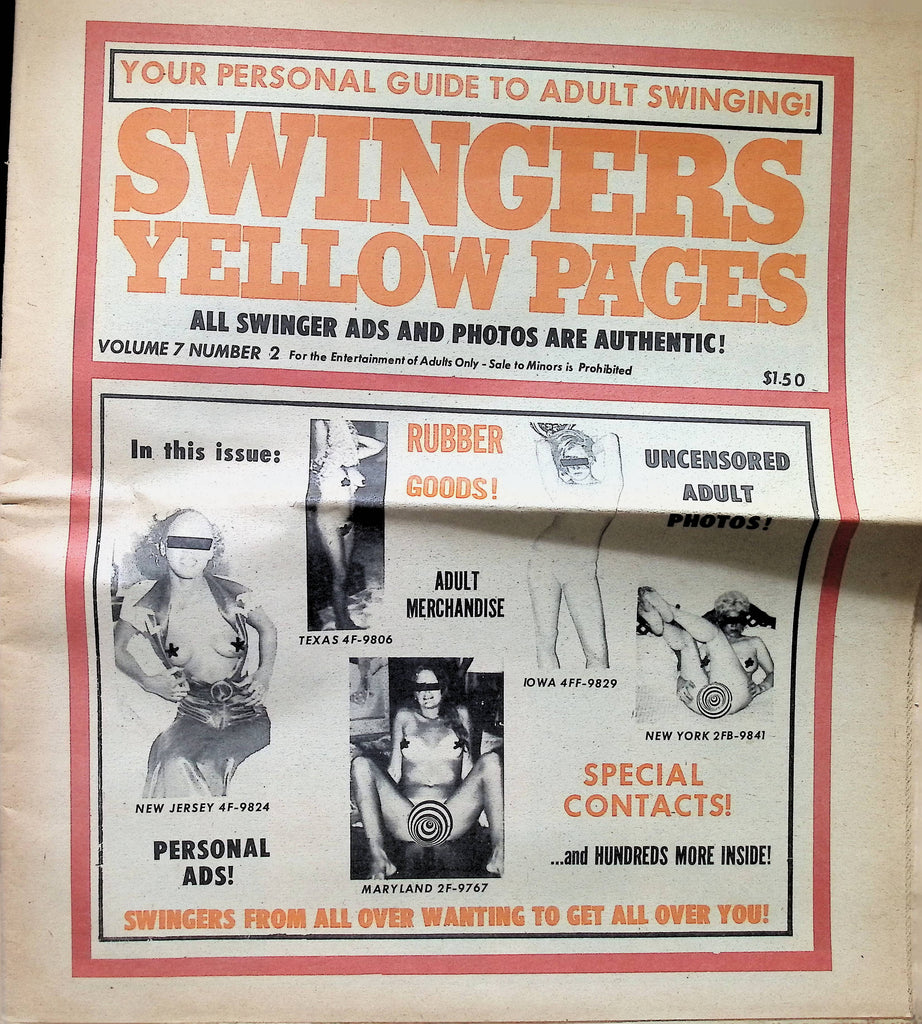 YOUR PERSONAL GUIDE TO ADULT SWINGING!
SWINGERS
YELLOW PAGES
ALL SWINGER ADS AND PHOTOS ARE AUTHENTIC!
VOLUME 7 NUMBER 2 For the Entertainment of Adults Only - Sale to Minors is Prohibited
$1.50
In this issue:
RUBBER
GOODS!
UNCENSORED
ADULT
PHOTOS!
ADULT
MERCHANDISE
TEXAS 4F-9806
IOWA 4FF-9829
NEW YORK 2FB-9841
NEW JERSEY 4F-9824
SPECIAL
CONTACTS!
PERSONAL
ADS!
...and HUNDREDS MORE INSIDE!
MARYLAND 2F-9767
SWINGERS FROM ALL OVER WANTING TO GET ALL OVER YOU!